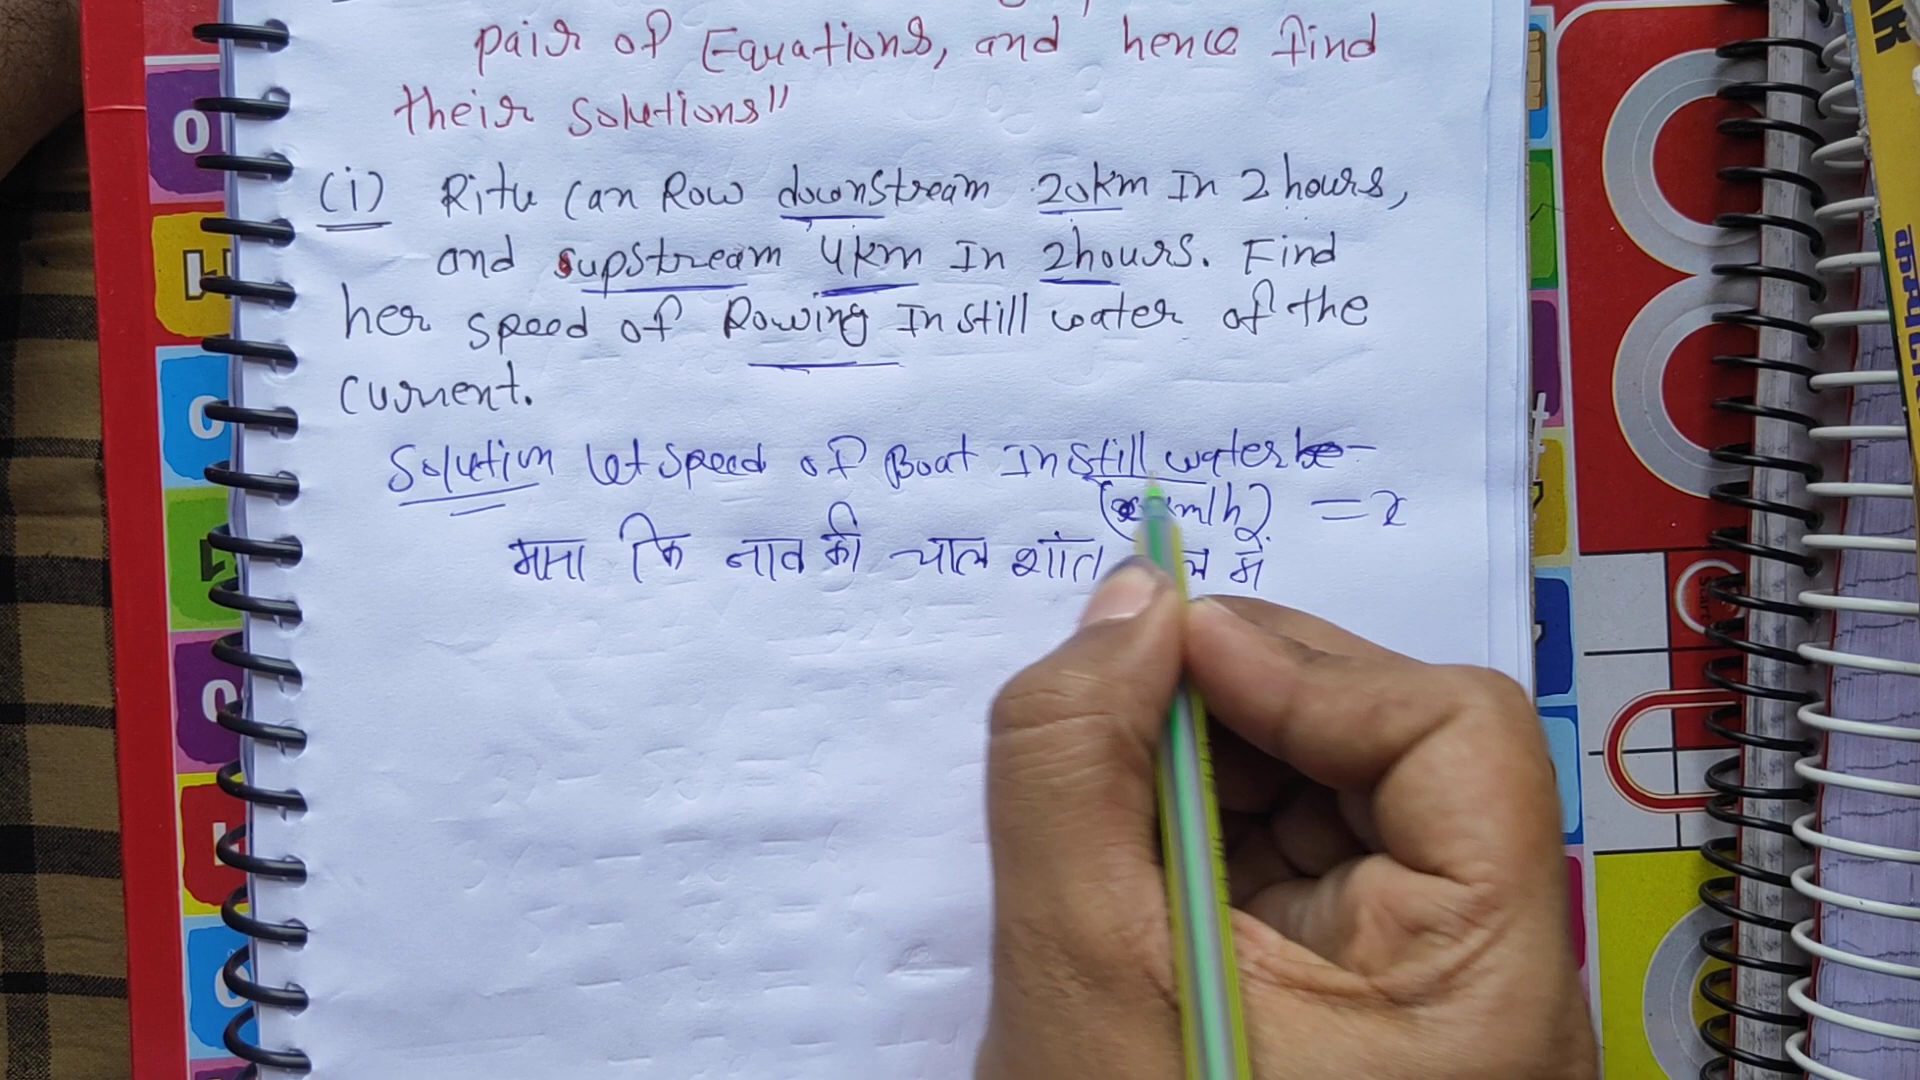 pair of Equations, and hence find
their solutions"
(i) Ritu can Row downstream 20km In 2 hours,
and supstream 4km In 2hours. Find
her speed of Rowing In still water of the
current.
Solution let speed of Boat In still water be-
km/h) = x
माना कि नाव की चाल शांत में